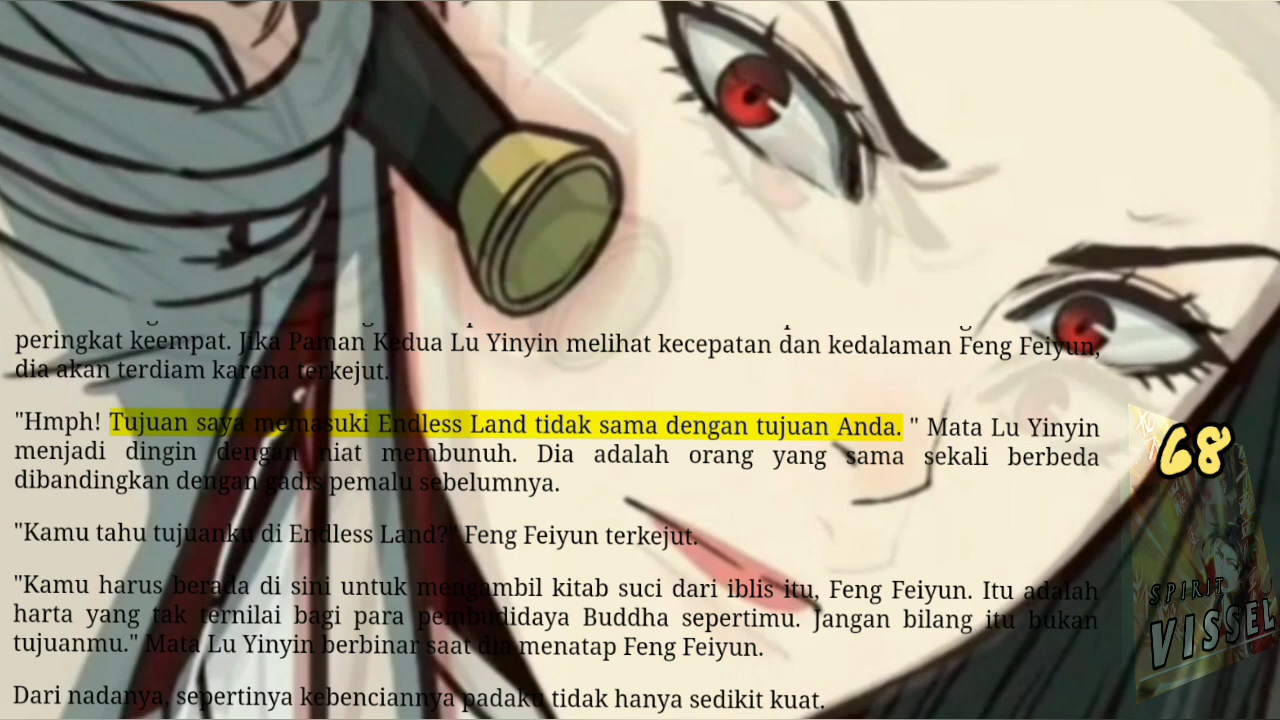 peringkat keempat. Jika Paman Kedua Lu Yinyin melihat kecepatan dan kedalaman Feng Feiyun,
dia akan terdiam karena terkejut.
"Hmph! Tujuan saya memasuki Endless Land tidak sama dengan tujuan Anda. " Mata Lu Yinyin
menjadi dingin dengan niat membunuh. Dia adalah orang yang sama sekali berbeda
dibandingkan dengan gadis pemalu sebelumnya.
"Kamu tahu tujuanku di Endless Land?" Feng Feiyun terkejut.
"Kamu harus berada di sini untuk mengambil kitab suci dari iblis itu, Feng Feiyun. Itu adalah
harta yang tak ternilai bagi para pembudidaya Buddha sepertimu. Jangan bilang itu bukan
tujuanmu." Mata Lu Yinyin berbinar saat dia menatap Feng Feiyun.
Dari nadanya, sepertinya kebenciannya padaku tidak hanya sedikit kuat.
68
SPIRIT
VISSEL